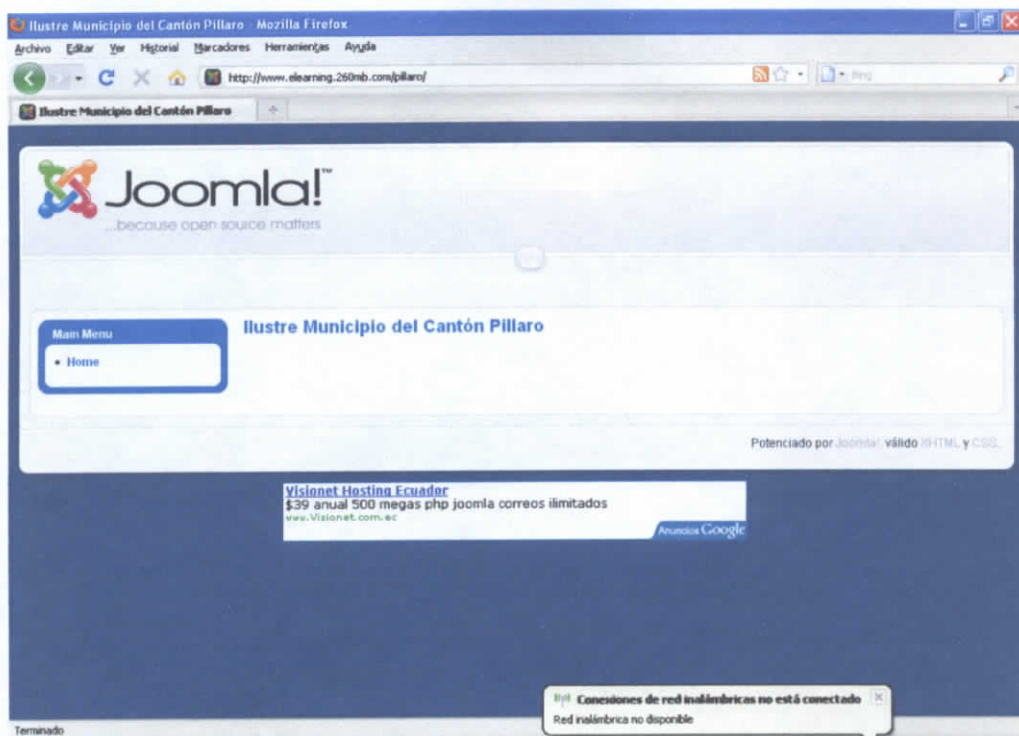 Ilustre Municipio del Cantón Pillaro - Mozilla Firefox
Archivo Editar Ver Historial Marcadores Herramientas Ayuda
http://www.elearning.260mb.com/pillaro/
Bing
Ilustre Municipio del Cantón Pillaro
Joomla!™
...because open source matters
Main Menu
Home
Ilustre Municipio del Cantón Pillaro
Potenciado por Joomla!. válido XHTML y CSS.
Visionet Hosting Ecuador
$39 anual 500 megas php joomla correos ilimitados
www.Visionet.com.ec
Anuncios Google
Conexiones de red inalámbricas no está conectado
Red inalámbrica no disponible
Terminado